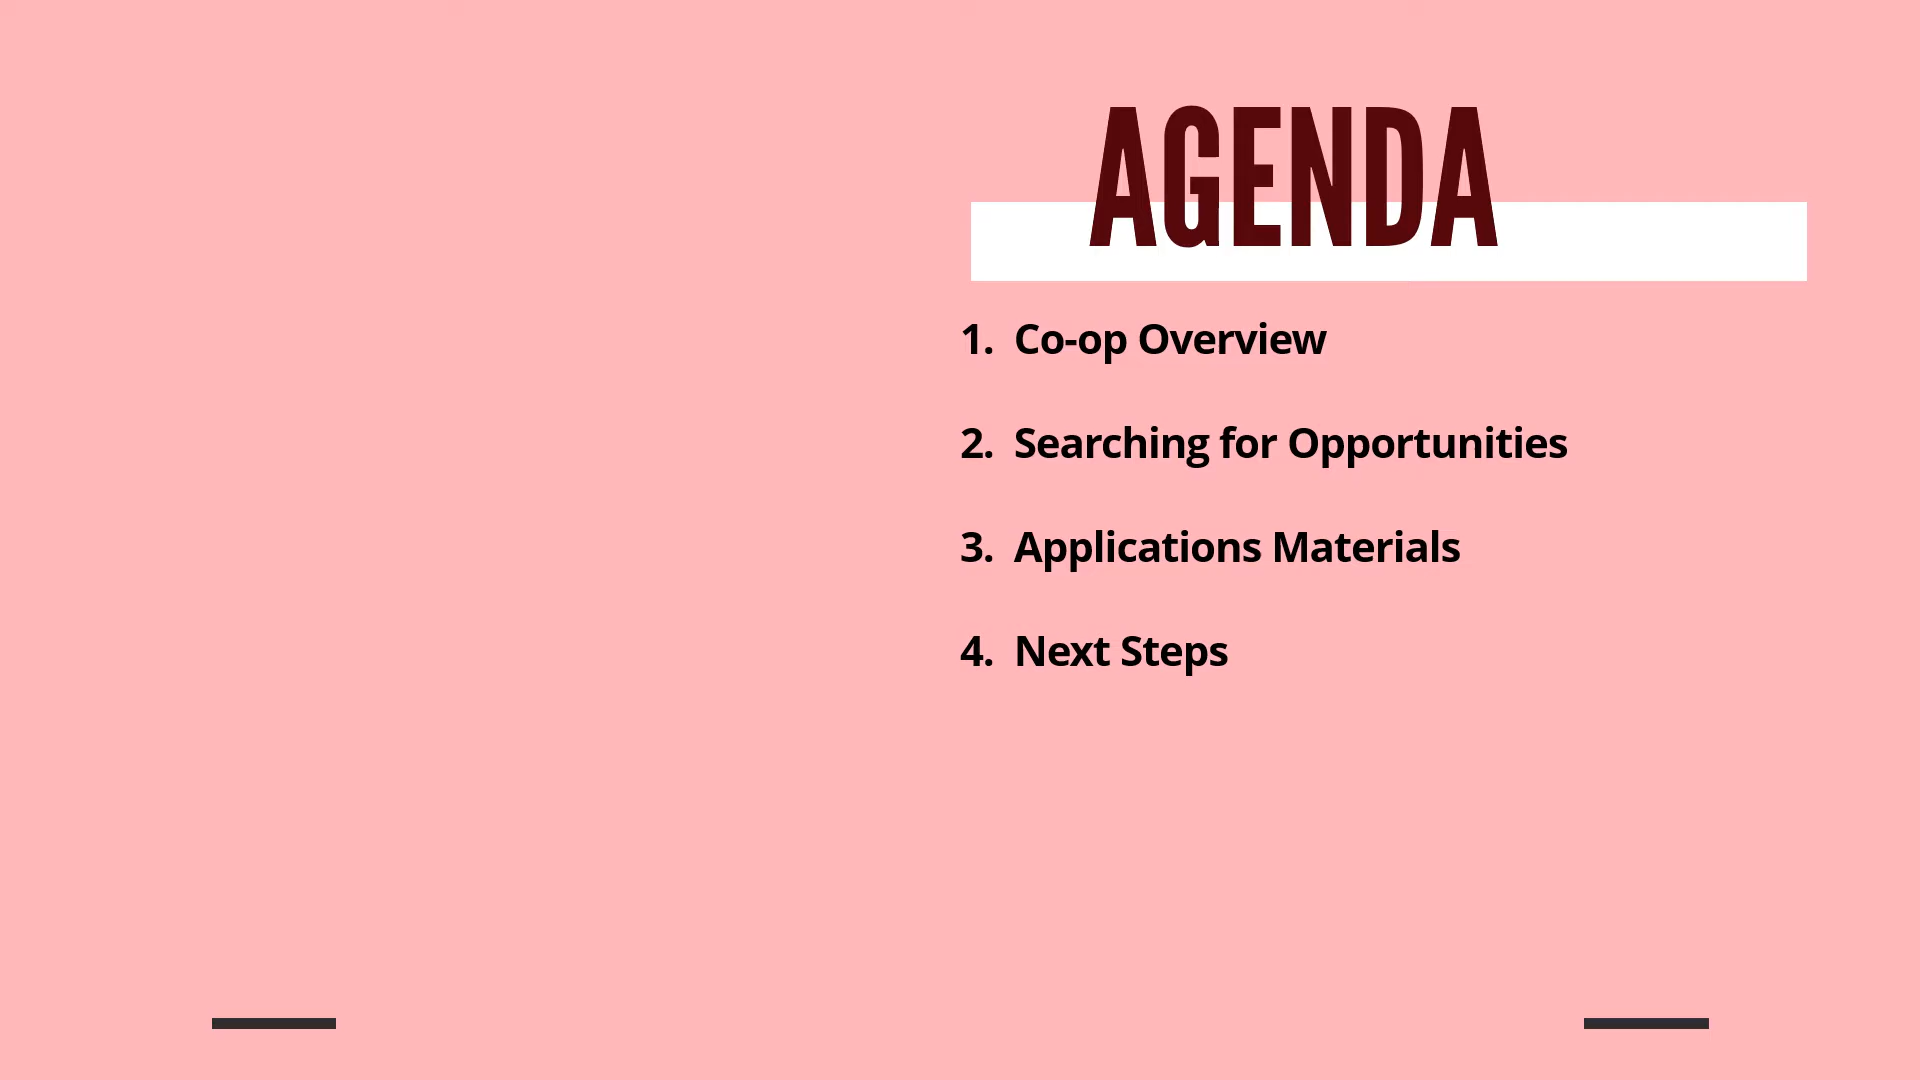 AGENDA
1. Co-op Overview
2. Searching for Opportunities
3. Applications Materials
4. Next Steps